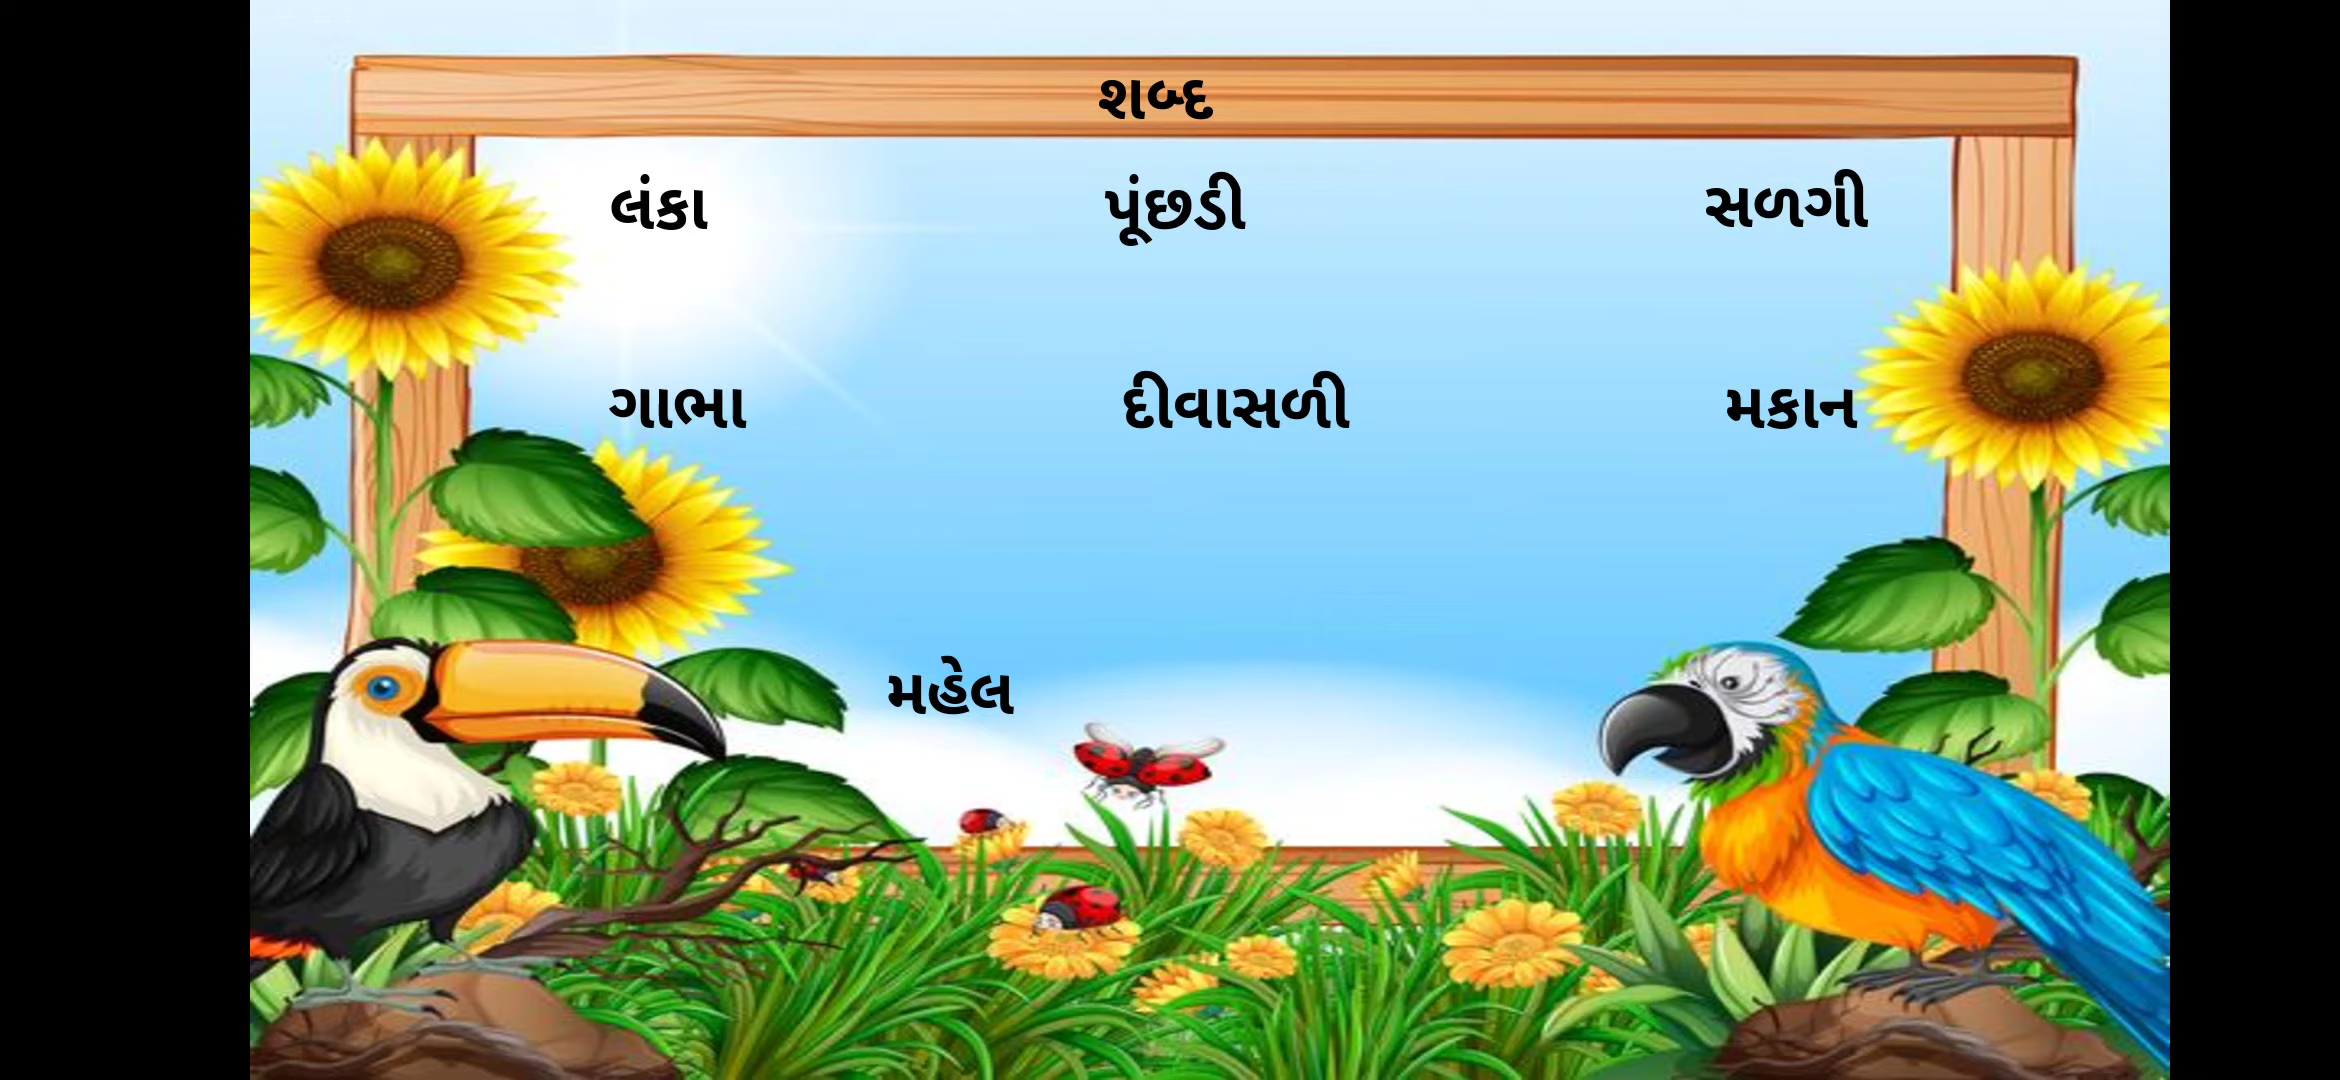 શબ્દ
લંકા પૂંછડી સળગી
ગાભા દીવાસળી મકાન
મહેલ